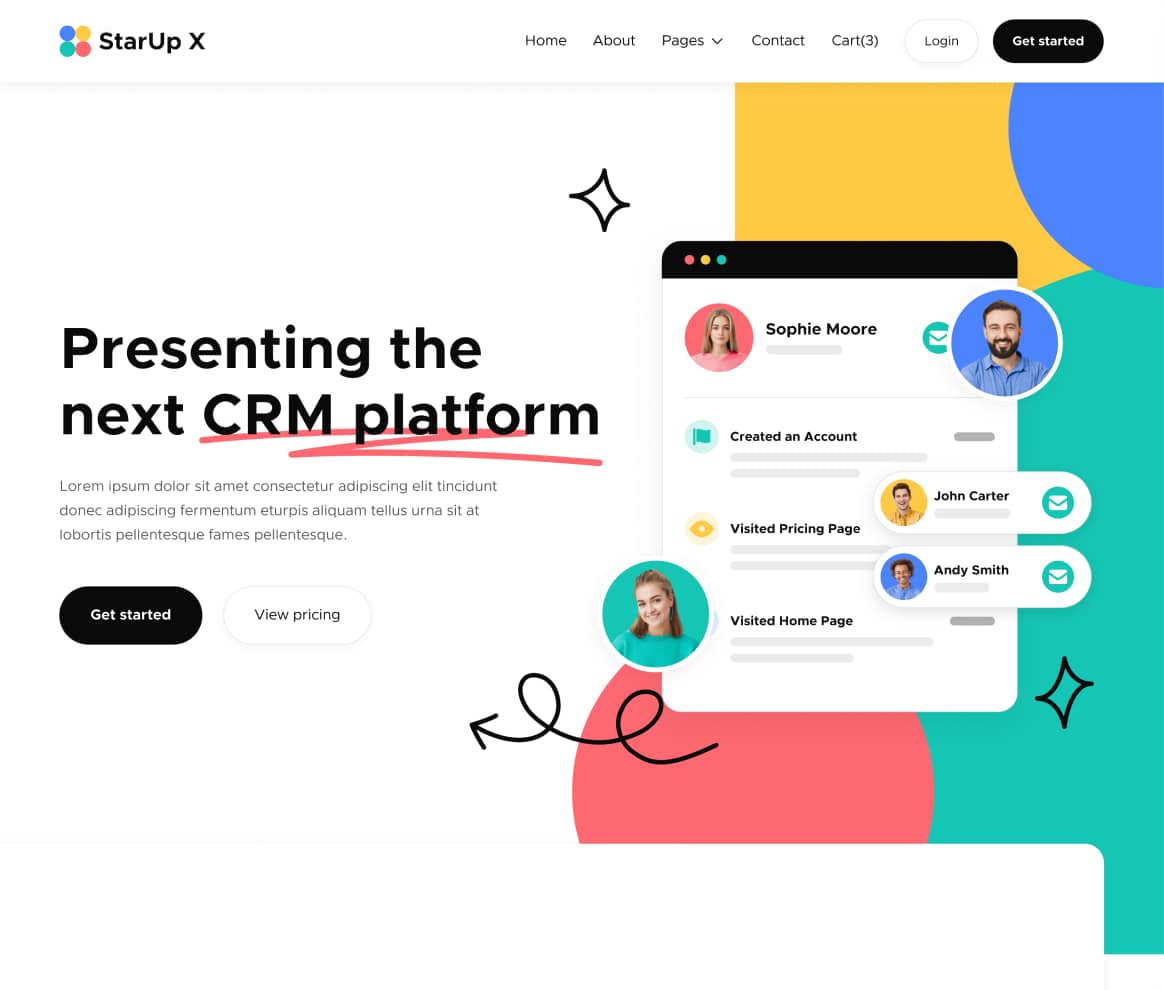 StarUp X
Home
About
Pages
Contact
Cart(3)
Login
Get started
Presenting the
next CRM platform
Lorem ipsum dolor sit amet consectetur adipiscing elit tincidunt
donec adipiscing fermentum eturpis aliquam tellus urna sit at
lobortis pellentesque fames pellentesque.
Get started
View pricing
Sophie Moore
Created an Account
John Carter
Visited Pricing Page
Andy Smith
Visited Home Page